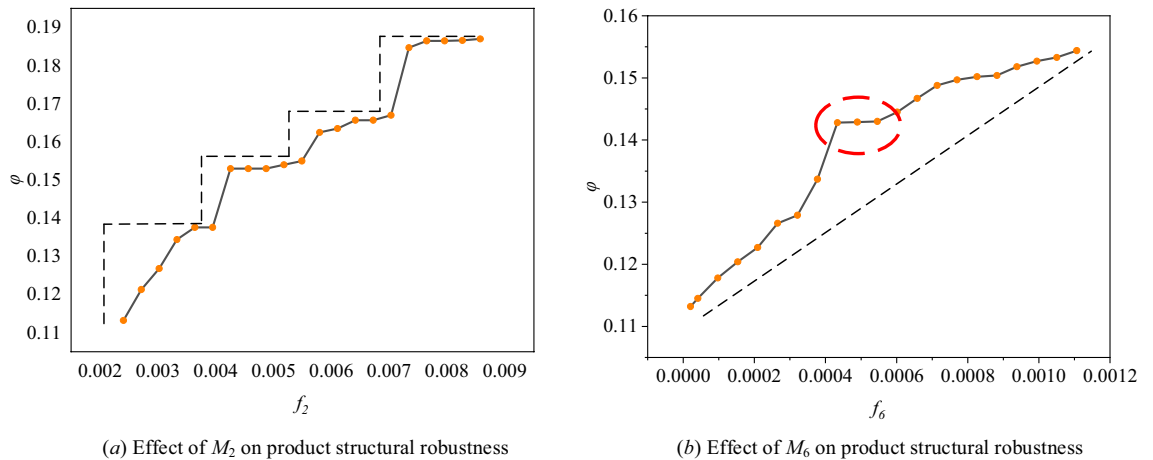 0.19
0.18
0.17
0.16
0.15
0.14
0.13
0.12
0.11
φ
0.002 0.003 0.004 0.005 0.006 0.007 0.008 0.009
f2
(a) Effect of M2 on product structural robustness
0.16
0.15
0.14
0.13
0.12
0.11
φ
0.0000 0.0002 0.0004 0.0006 0.0008 0.0010 0.0012
f6
(b) Effect of M6 on product structural robustness